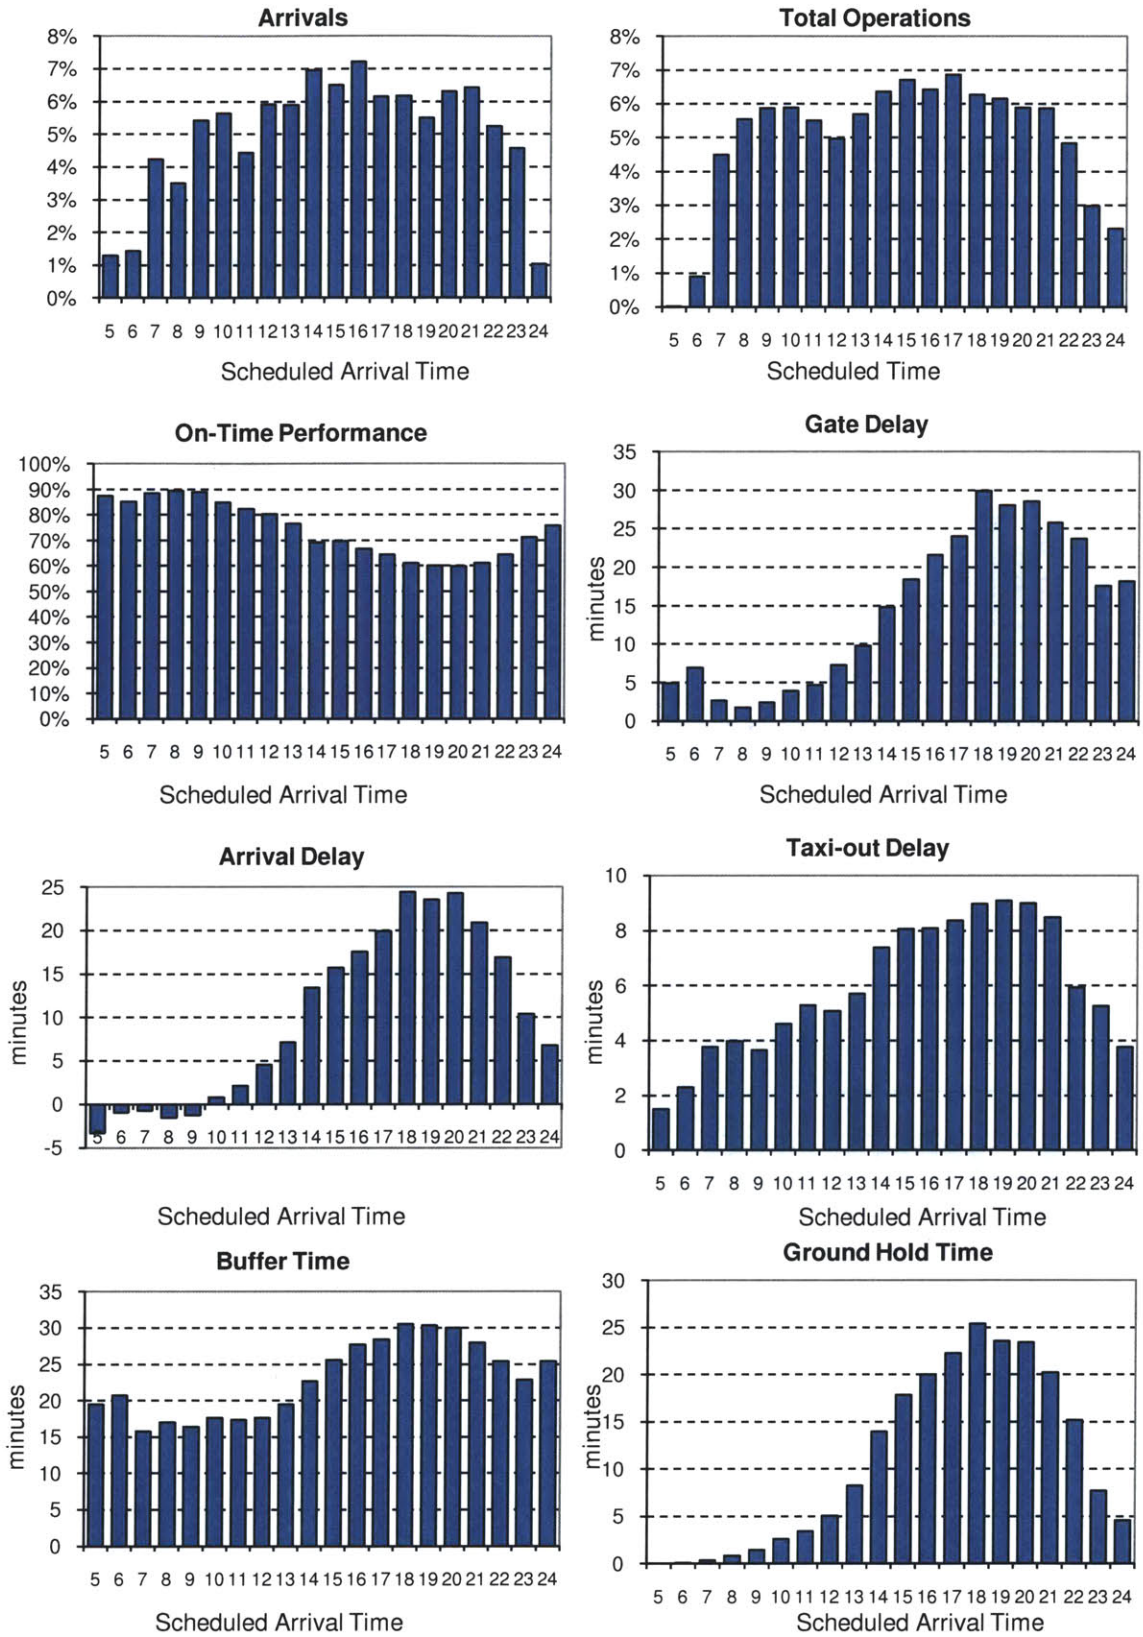 Arrivals
8%
7%
6%
5%
4%
3%
2%
1%
0%
5 6 7 8 9 10 11 12 13 14 15 16 17 18 19 20 21 22 23 24
Scheduled Arrival Time
Total Operations
8%
7%
6%
5%
4%
3%
2%
1%
0%
5 6 7 8 9 10 11 12 13 14 15 16 17 18 19 20 21 22 23 24
Scheduled Time
On-Time Performance
100%
90%
80%
70%
60%
50%
40%
30%
20%
10%
0%
5 6 7 8 9 10 11 12 13 14 15 16 17 18 19 20 21 22 23 24
Scheduled Arrival Time
Gate Delay
minutes
35
30
25
20
15
10
5
0
5 6 7 8 9 10 11 12 13 14 15 16 17 18 19 20 21 22 23 24
Scheduled Arrival Time
Arrival Delay
minutes
25
20
15
10
5
0
-5
5 6 7 8 9 10 11 12 13 14 15 16 17 18 19 20 21 22 23 24
Scheduled Arrival Time
Taxi-out Delay
minutes
10
8
6
4
2
0
5 6 7 8 9 10 11 12 13 14 15 16 17 18 19 20 21 22 23 24
Scheduled Arrival Time
Buffer Time
minutes
35
30
25
20
15
10
5
0
5 6 7 8 9 10 11 12 13 14 15 16 17 18 19 20 21 22 23 24
Scheduled Arrival Time
Ground Hold Time
minutes
30
25
20
15
10
5
0
5 6 7 8 9 10 11 12 13 14 15 16 17 18 19 20 21 22 23 24
Scheduled Arrival Time